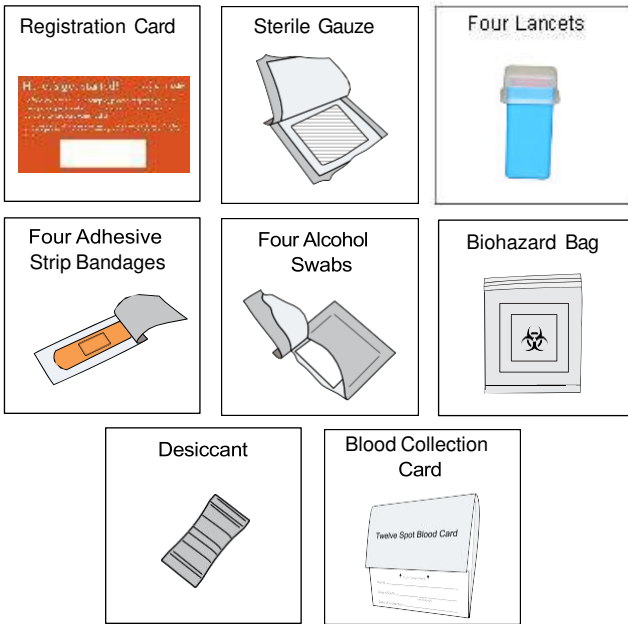 Registration Card
Sterile Gauze
Four Lancets
Four Adhesive
Strip Bandages
Four Alcohol
Swabs
Biohazard Bag
Desiccant
Blood Collection
Card
Twelve Spot Blood Card